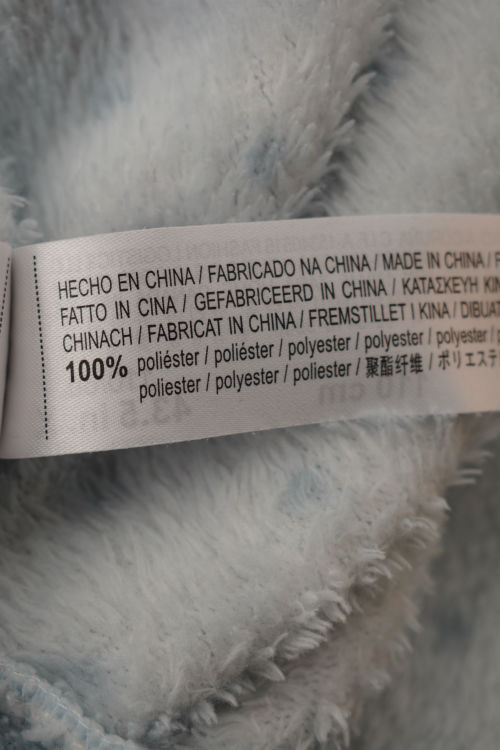 HECHO EN CHINA / FABRICADO NA CHINA / MADE IN CHINA / F
FATTO IN CINA / GEFABRICEERD IN CHINA / ΚΑΤΑΣΚΕΥΗ ΚΙΝ
CHINACH / FABRICAT IN CHINA / FREMSTILLET I KINA / DIBUAT
100% poliéster / poliéster / polyester / polyester / polyester / p
poliester / polyester / poliester / 聚酯纤维 / ポリエステ